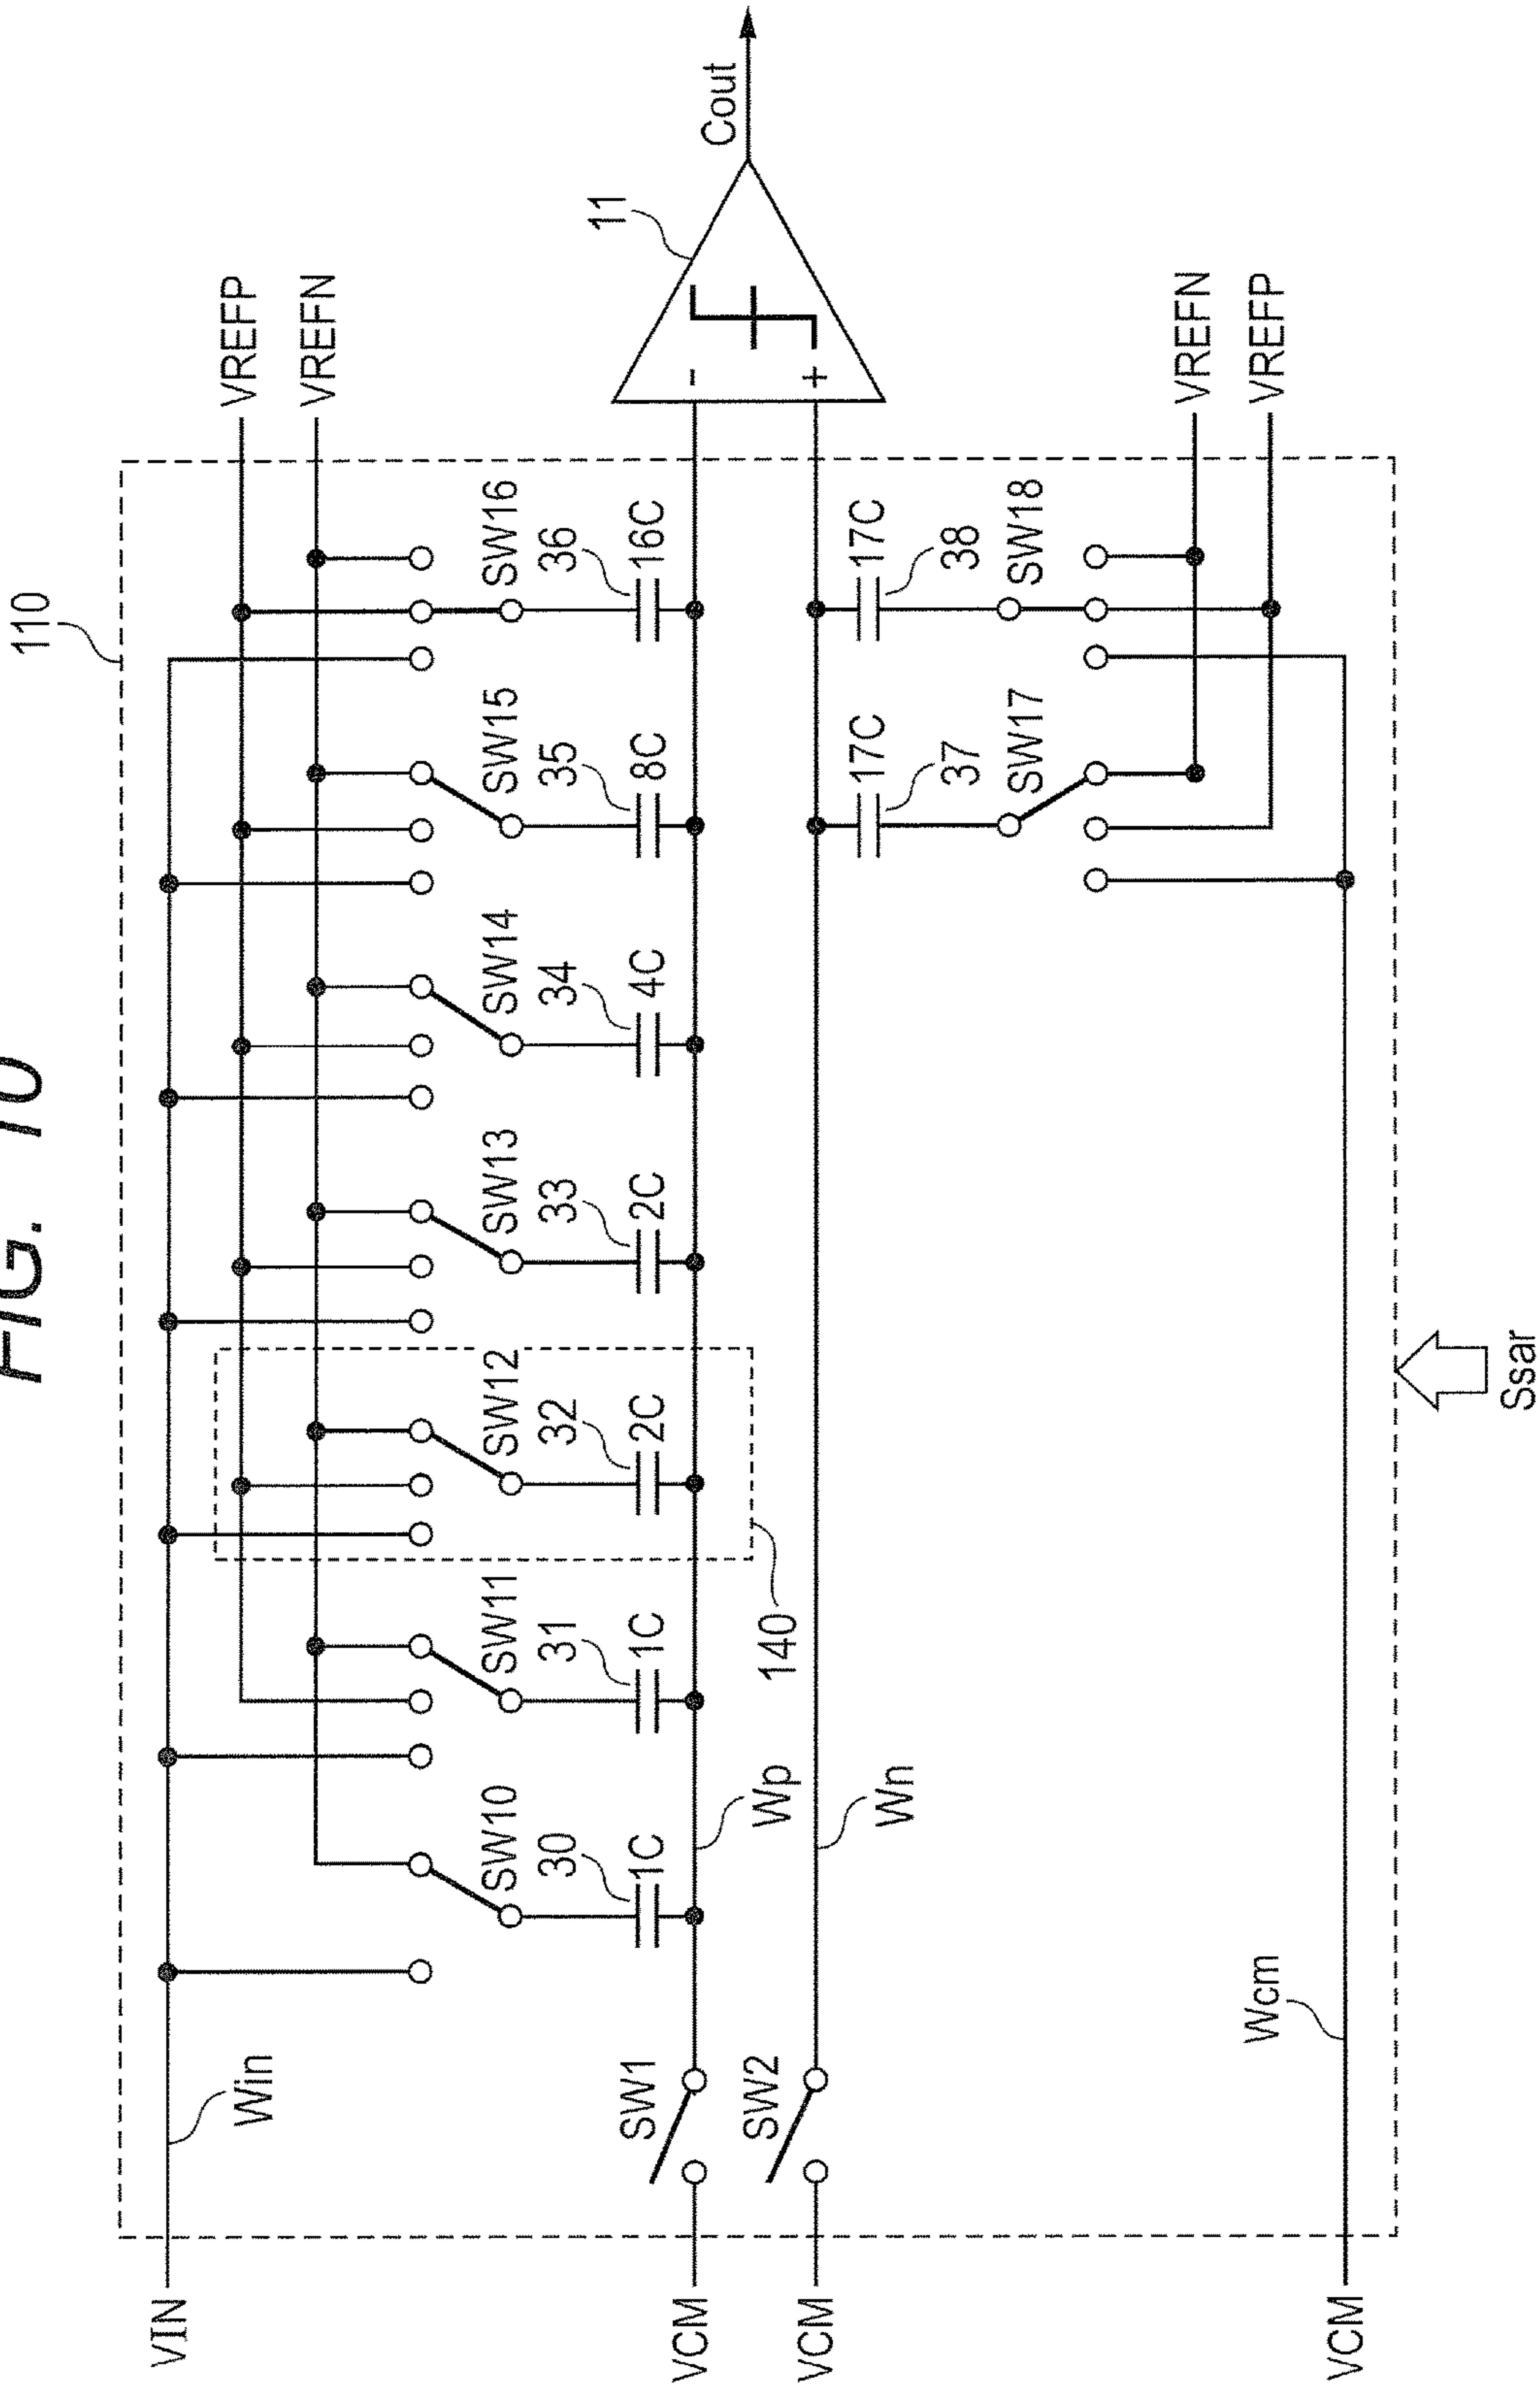 FIG. 10
110
VIN
Win
VREFP
VREFN
SW10
30
1C
SW11
31
1C
SW12
32
2C
140
SW13
33
2C
SW14
34
4C
SW15
35
8C
SW16
36
16C
11
-
+
Cout
VCM
SW1
Wp
VCM
SW2
Wn
17C
37
SW17
17C
38
SW18
VREFN
VREFP
VCM
Wcm
Ssar